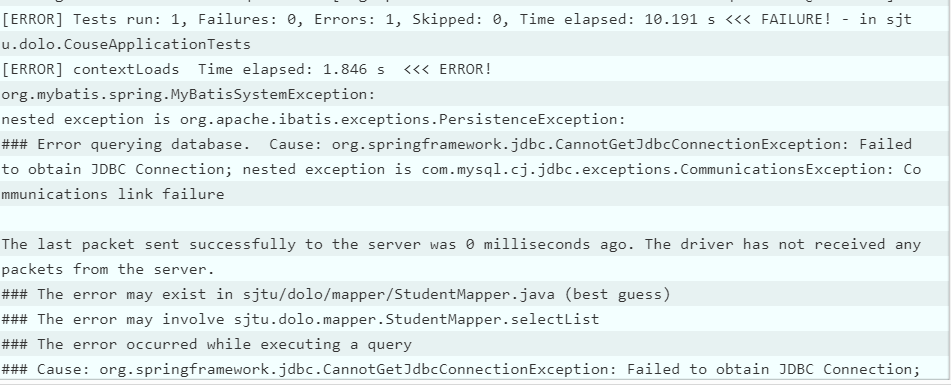 [ERROR] Tests run: 1, Failures: 0, Errors: 1, Skipped: 0, Time elapsed: 10.191 s <<< FAILURE! - in sjt
u.dolo.CouseApplicationTests
[ERROR] contextLoads  Time elapsed: 1.846 s  <<< ERROR!
org.mybatis.spring.MyBatisSystemException:
nested exception is org.apache.ibatis.exceptions.PersistenceException:
### Error querying database.  Cause: org.springframework.jdbc.CannotGetJdbcConnectionException: Failed
to obtain JDBC Connection; nested exception is com.mysql.cj.jdbc.exceptions.CommunicationsException: Co
mmunications link failure
The last packet sent successfully to the server was 0 milliseconds ago. The driver has not received any
packets from the server.
### The error may exist in sjtu/dolo/mapper/StudentMapper.java (best guess)
### The error may involve sjtu.dolo.mapper.StudentMapper.selectList
### The error occurred while executing a query
### Cause: org.springframework.jdbc.CannotGetJdbcConnectionException: Failed to obtain JDBC Connection;